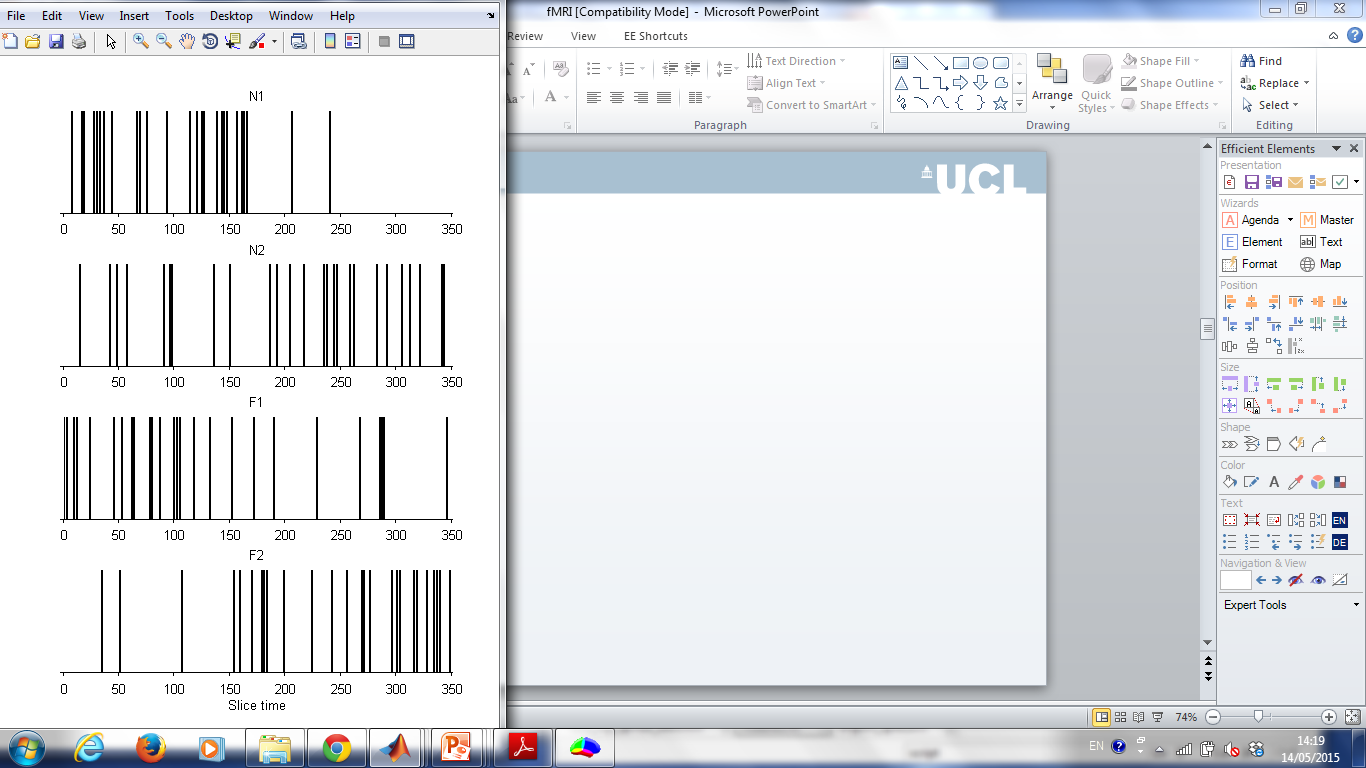 File Edit View Insert Tools Desktop Window Help
N1
0 50 100 150 200 250 300 350
N2
0 50 100 150 200 250 300 350
F1
0 50 100 150 200 250 300 350
F2
0 50 100 150 200 250 300 350
Slice time
fMRI [Compatibility Mode] - Microsoft PowerPoint
Review View EE Shortcuts
Text Direction
Align Text
Convert to SmartArt
Paragraph
Arrange
Quick
Styles
Shape Fill
Shape Outline
Shape Effects
Drawing
Find
Replace
Select
Editing
UCL
Efficient Elements
Presentation
Wizards
Agenda Master
Element Text
Format Map
Position
Size
Shape
Color
Text
EN
DE
Navigation & View
Expert Tools
74%
EN
14:19
14/05/2015